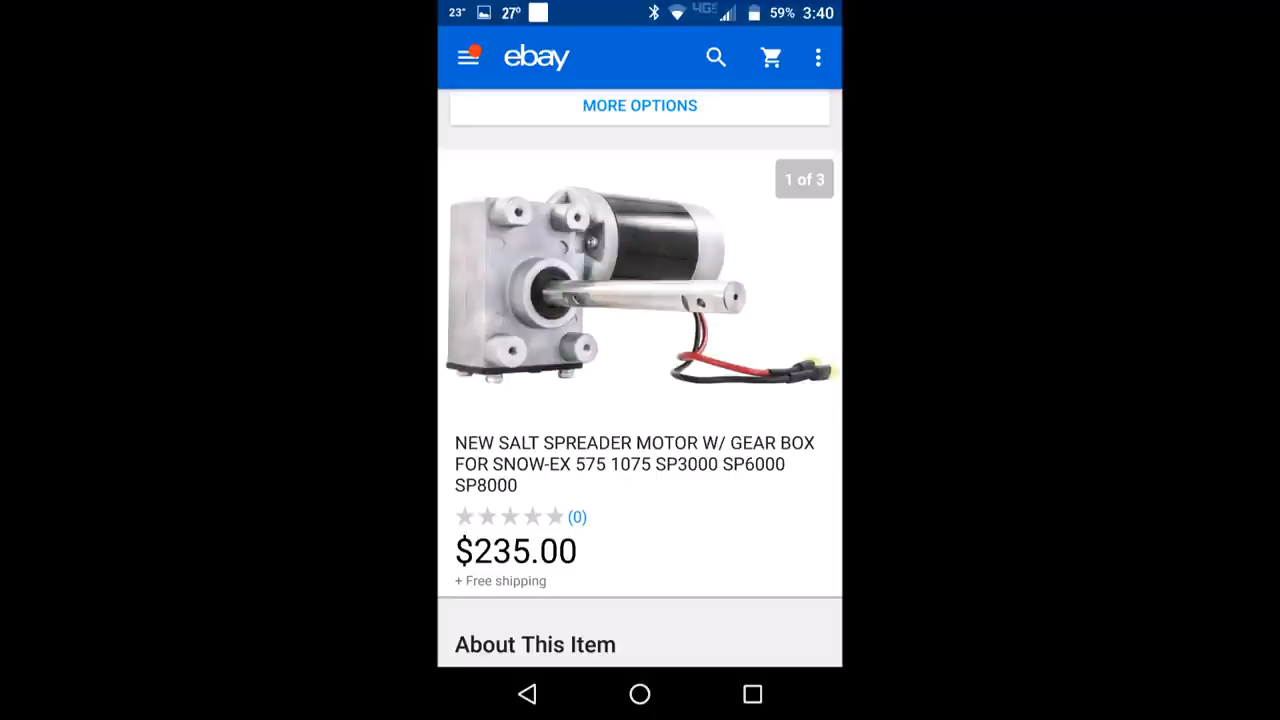 23° 27° 4G 59% 3:40
ebay
MORE OPTIONS
1 of 3
NEW SALT SPREADER MOTOR W/ GEAR BOX
FOR SNOW-EX 575 1075 SP3000 SP6000
SP8000
(0)
$235.00
+ Free shipping
About This Item